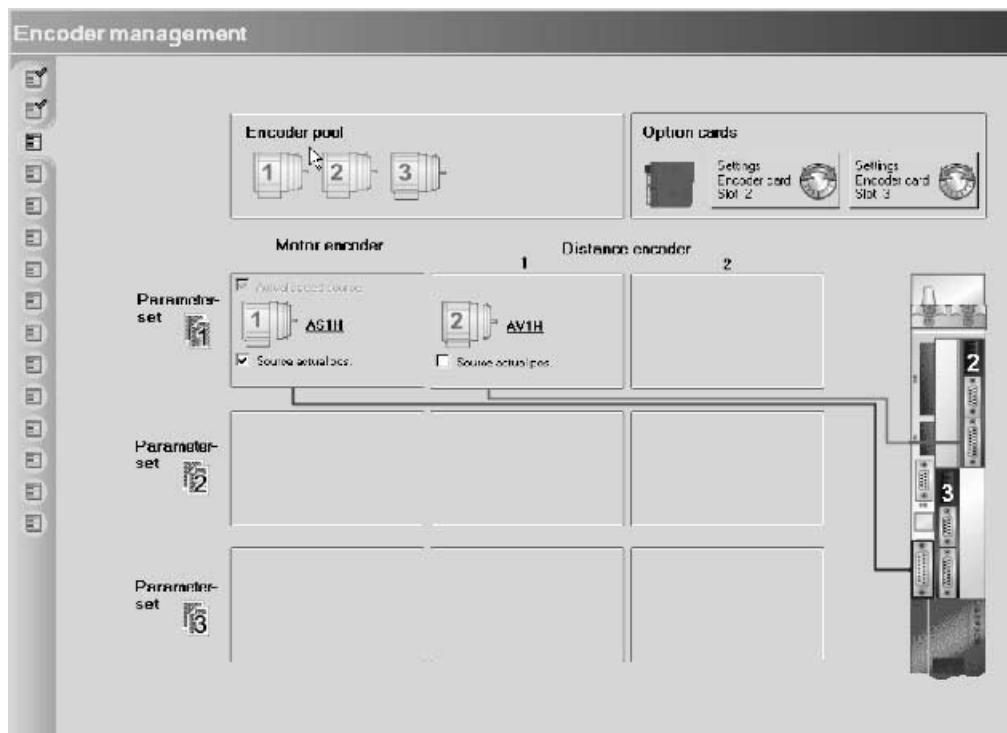 Encoder management
Encoder pool
1
2
3
Option cards
Settings
Encoder card
Slot 2
Settings
Encoder card
Slot 3
Motor encoder
Distance encoder
1
2
Parameter-
set
1
Actual speed source
1
AS1H
Source actual pos.
2
AV1H
Source actual pos.
Parameter-
set
2
Parameter-
set
3
2
3